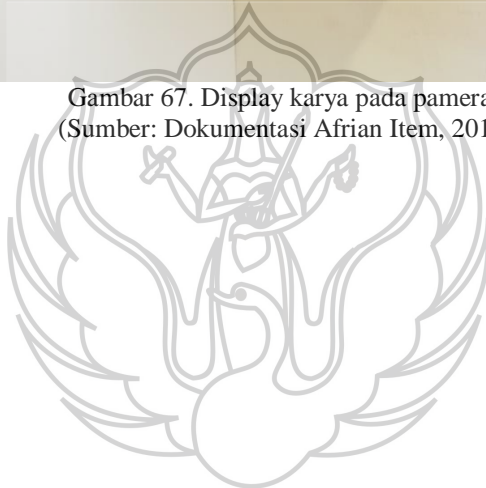 Gambar 67. Display karya pada pamera
(Sumber: Dokumentasi Afrian Item, 201